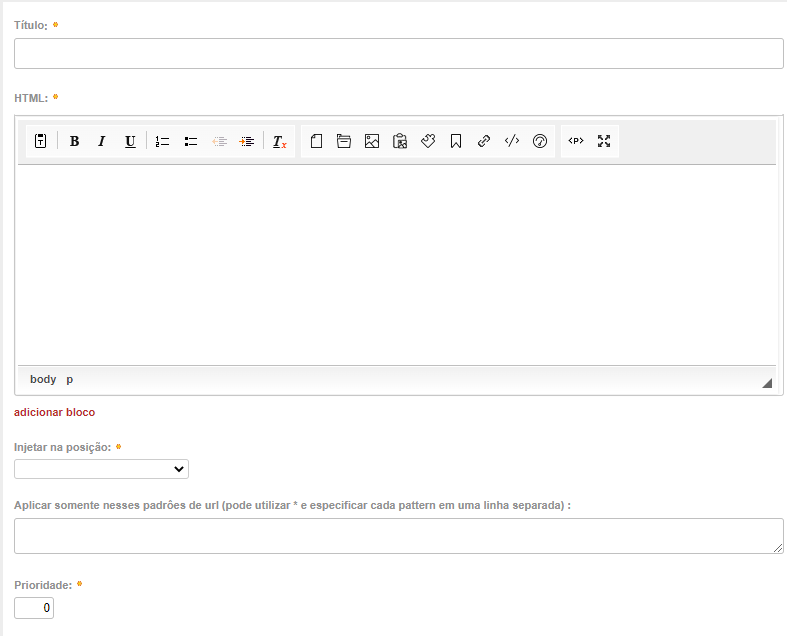 Título: *
HTML: *
B I U Tx </> <P>
body p
adicionar bloco
Injetar na posição: *
Aplicar somente nesses padrões de url (pode utilizar * e especificar cada pattern em uma linha separada) :
Prioridade: *
0